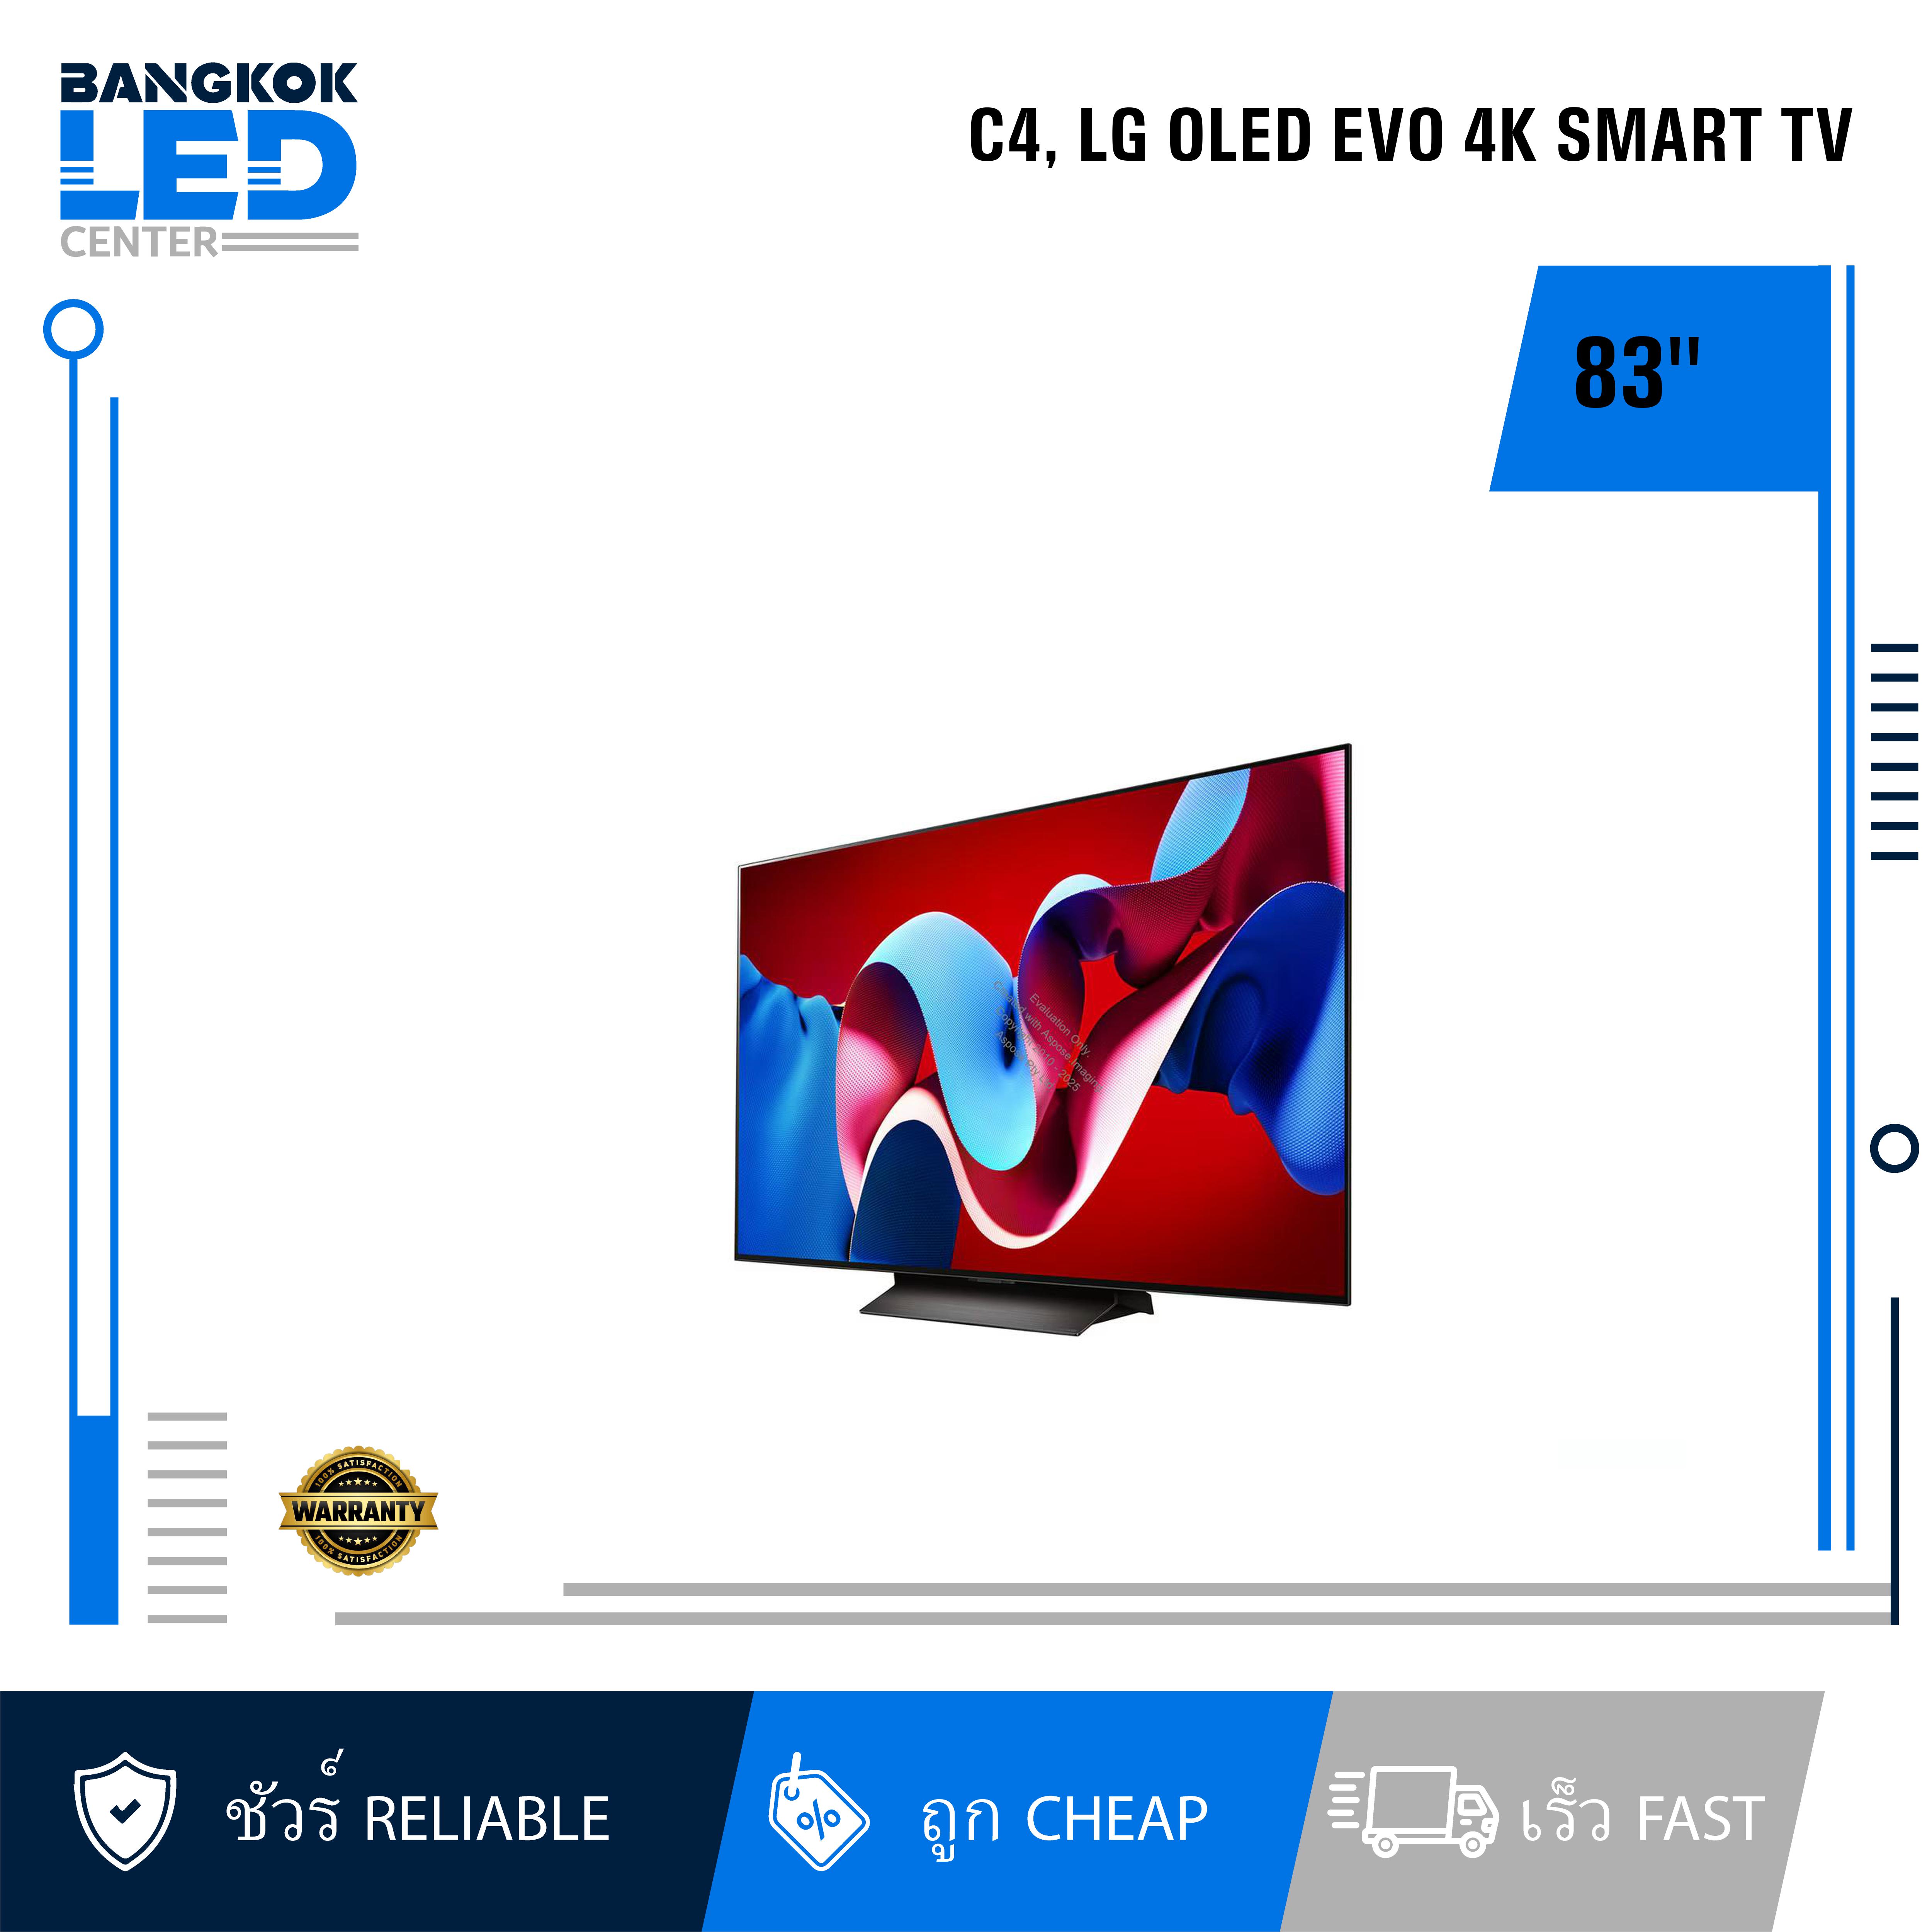 BANGKOK
LED
CENTER
C4, LG OLED EVO 4K SMART TV
83"
Evaluation Only.
Created with Aspose.Imaging.
Copyright 2010 - 2025
Aspose Pty Ltd.
100% SATISFACTION
WARRANTY
100% SATISFACTION
ชัวร์ RELIABLE
%
ถูก CHEAP
เร็ว FAST